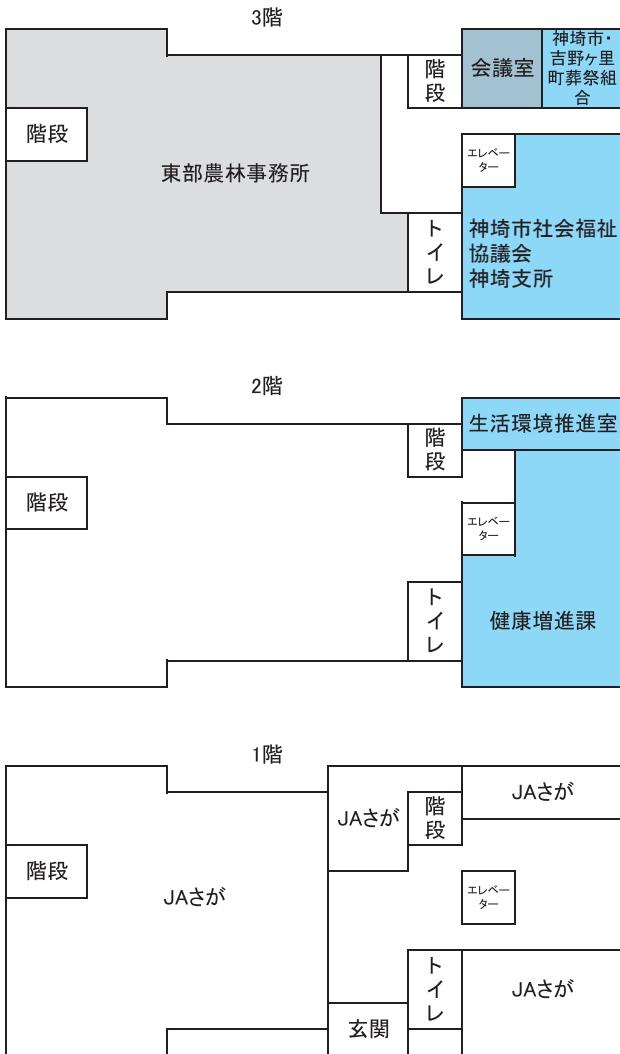 3階
階段
会議室
神埼市・
吉野ヶ里
町葬祭組
合
階段
東部農林事務所
エレベー
ター
トイレ
神埼市社会福祉
協議会
神埼支所
2階
階段
生活環境推進室
階段
エレベー
ター
トイレ
健康増進課
1階
JAさが
階段
JAさが
階段
JAさが
エレベー
ター
トイレ
JAさが
玄関